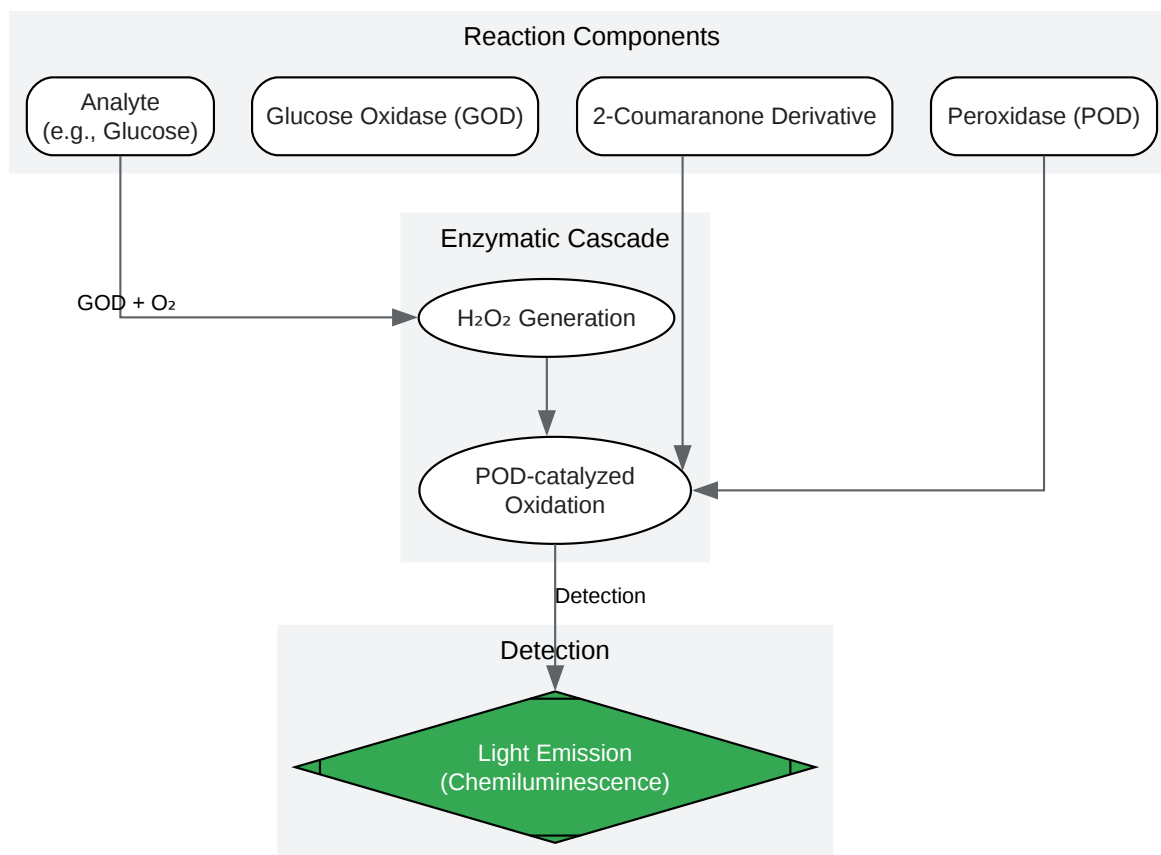 Reaction Components
Analyte
(e.g., Glucose)
Glucose Oxidase (GOD)
2-Coumaranone Derivative
Peroxidase (POD)
Enzymatic Cascade
GOD + O₂
H₂O₂ Generation
POD-catalyzed
Oxidation
Detection
Detection
Light Emission
(Chemiluminescence)